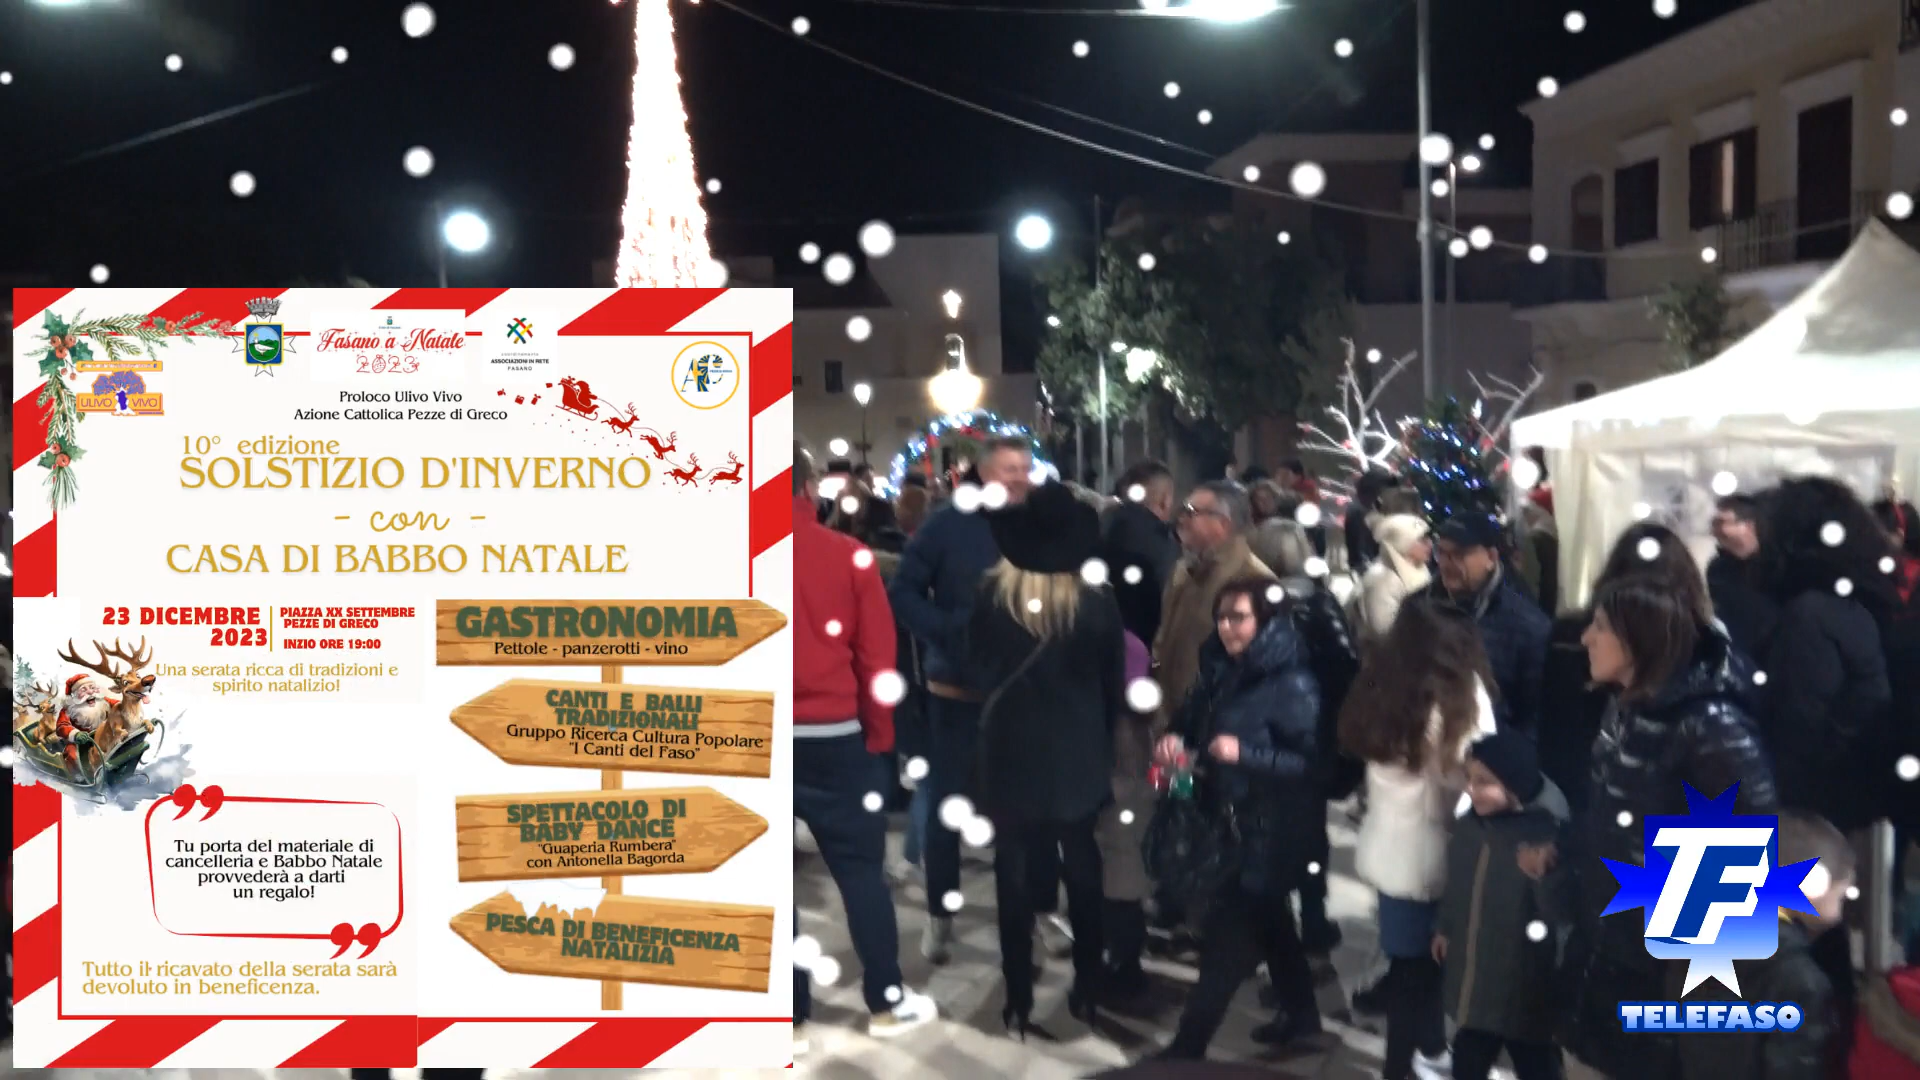 Fasano a Natale
2023
ASSOCIAZIONI IN RETE
FASANO
ULIVO VIVO
Proloco Ulivo Vivo
Azione Cattolica Pezze di Greco
10° edizione
SOLSTIZIO D'INVERNO
- con -
CASA DI BABBO NATALE
23 DICEMBRE
2023
PIAZZA XX SETTEMBRE
PEZZE DI GRECO
INZIO ORE 19:00
Una serata ricca di tradizioni e
spirito natalizio!
GASTRONOMIA
Pettole - panzerotti - vino
CANTI E BALLI
TRADIZIONALI
Gruppo Ricerca Cultura Popolare
"I Canti del Faso"
SPETTACOLO DI
BABY DANCE
"Guaperia Rumbera"
con Antonella Bagorda
PESCA DI BENEFICENZA
NATALIZIA
Tu porta del materiale di
cancelleria e Babbo Natale
provvederà a darti
un regalo!
Tutto il ricavato della serata sarà
devoluto in beneficenza.
TF
TELEFASO